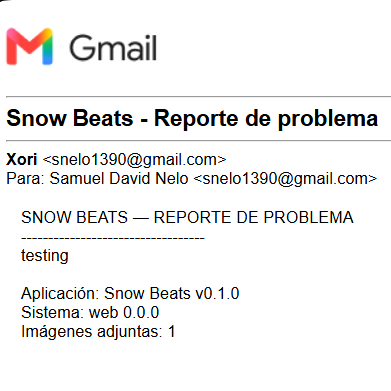 Gmail
Snow Beats - Reporte de problema
Xori <snelo1390@gmail.com>
Para: Samuel David Nelo <snelo1390@gmail.com>
SNOW BEATS — REPORTE DE PROBLEMA
----------------------------------
testing
Aplicación: Snow Beats v0.1.0
Sistema: web 0.0.0
Imágenes adjuntas: 1